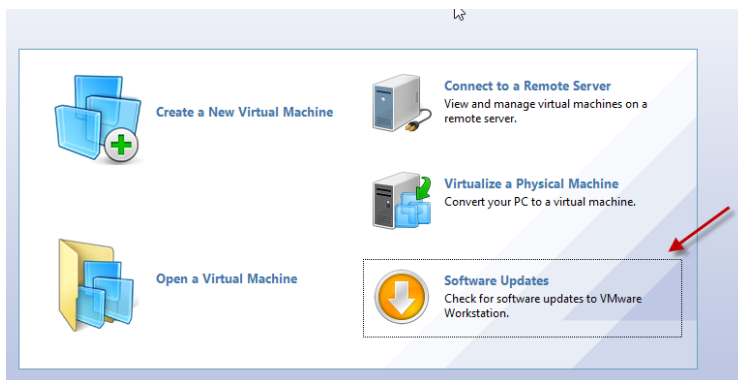 Create a New Virtual Machine
Open a Virtual Machine
Connect to a Remote Server
View and manage virtual machines on a
remote server.
Virtualize a Physical Machine
Convert your PC to a virtual machine.
Software Updates
Check for software updates to VMware
Workstation.